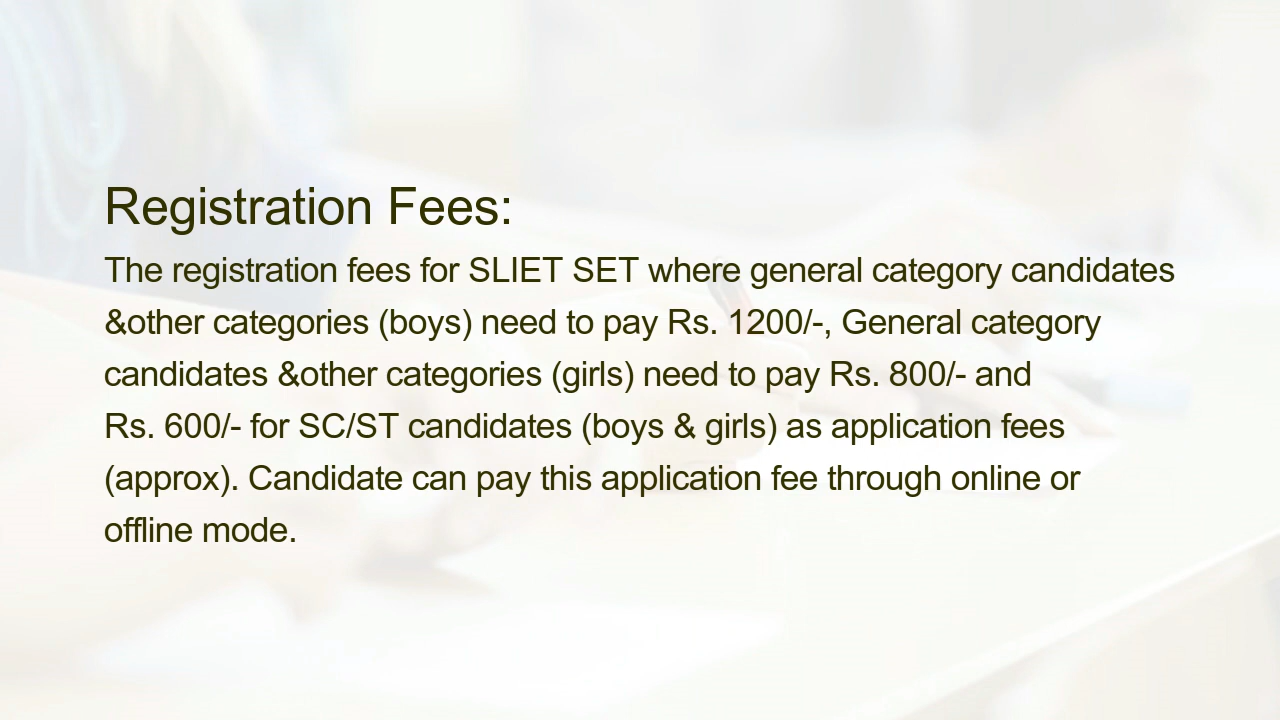 Registration Fees:
The registration fees for SLIET SET where general category candidates
&other categories (boys) need to pay Rs. 1200/-, General category
candidates &other categories (girls) need to pay Rs. 800/- and
Rs. 600/- for SC/ST candidates (boys & girls) as application fees
(approx). Candidate can pay this application fee through online or
offline mode.